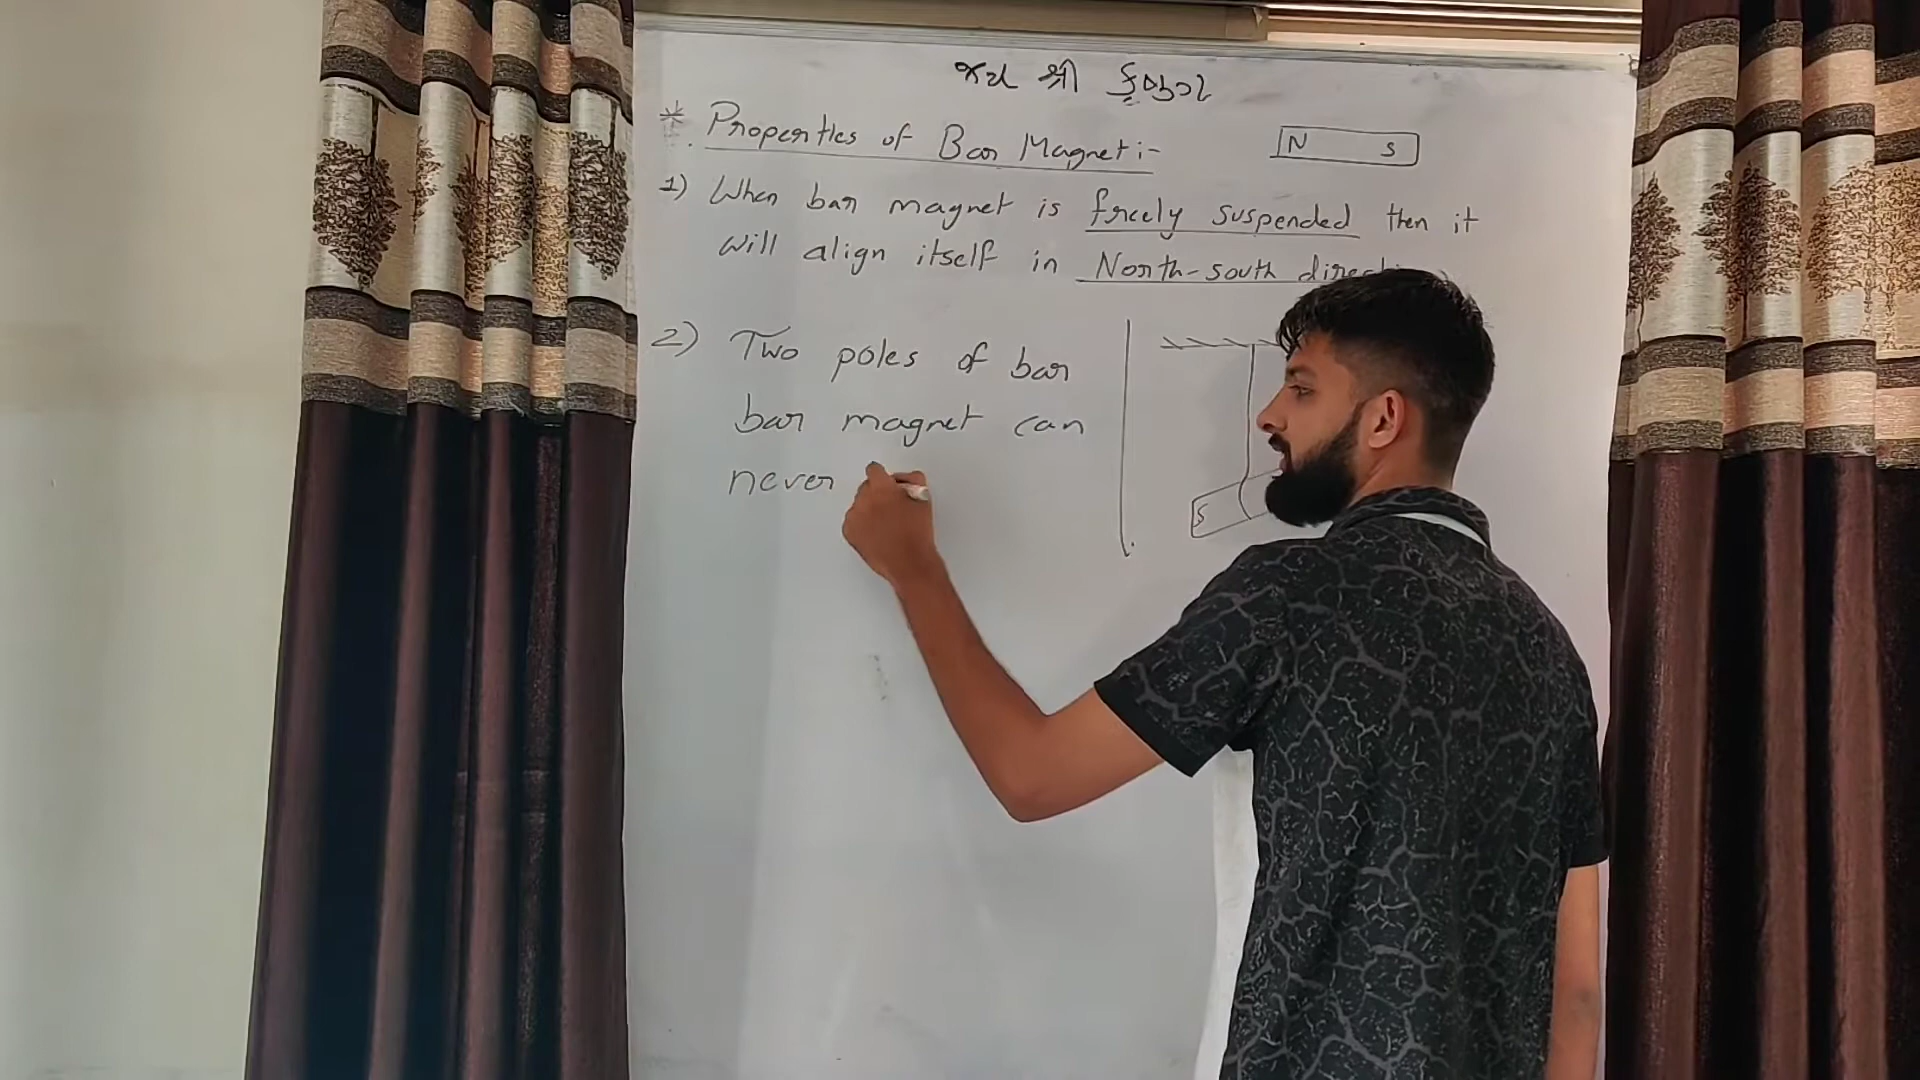 જય શ્રી કૃષ્ણ
* Properties of Bar Magnet :-
N S
1) When bar magnet is freely suspended then it
will align itself in North-south
2) Two poles of bar
bar magnet can
never
S